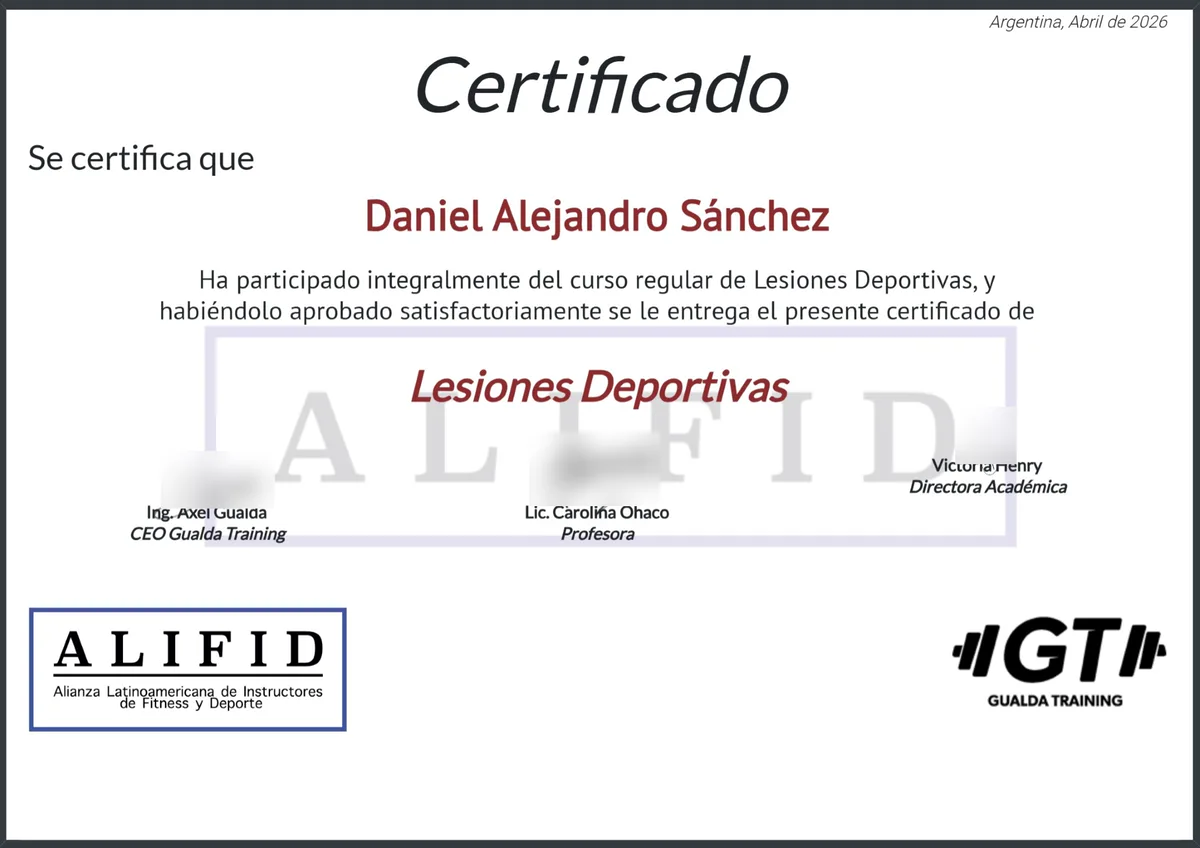 Argentina, Abril de 2026
Certificado
Se certifica que
Daniel Alejandro Sánchez
Ha participado integralmente del curso regular de Lesiones Deportivas, y
habiéndolo aprobado satisfactoriamente se le entrega el presente certificado de
Lesiones Deportivas
ALIFID
Victoria Henry
Directora Académica
Ing. Axel Gualda
CEO Gualda Training
Lic. Carolina Ohaco
Profesora
ALIFID
Alianza Latinoamericana de Instructores
de Fitness y Deporte
GT
GUALDA TRAINING